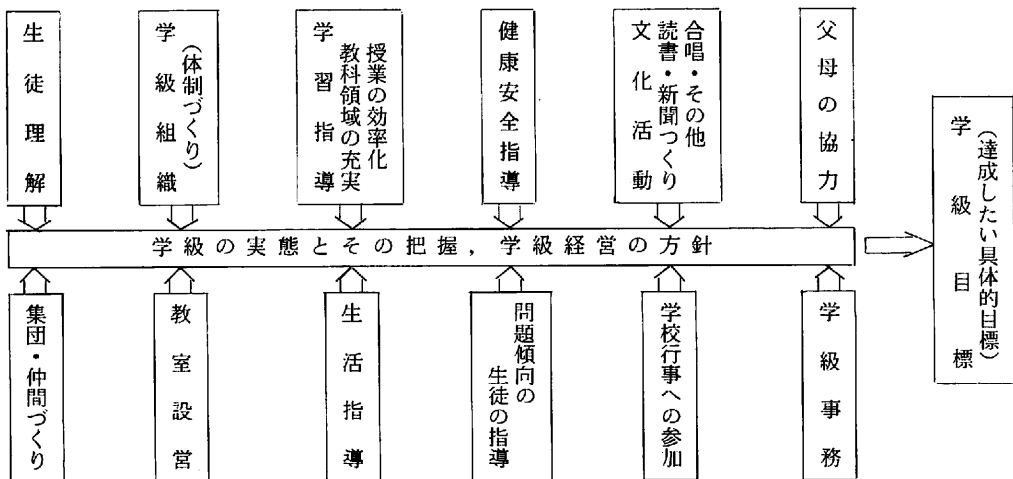 生徒理解
学級組織
(体制づくり)
学習指導
教科領域の充実
授業の効率化
健康安全指導
文化活動
読書・新聞つくり
合唱・その他
父母の協力
学級の実態とその把握，学級経営の方針
学級目標
(達成したい具体的目標)
集団・仲間づくり
教室設営
生活指導
問題傾向の
生徒の指導
学校行事への参加
学級事務